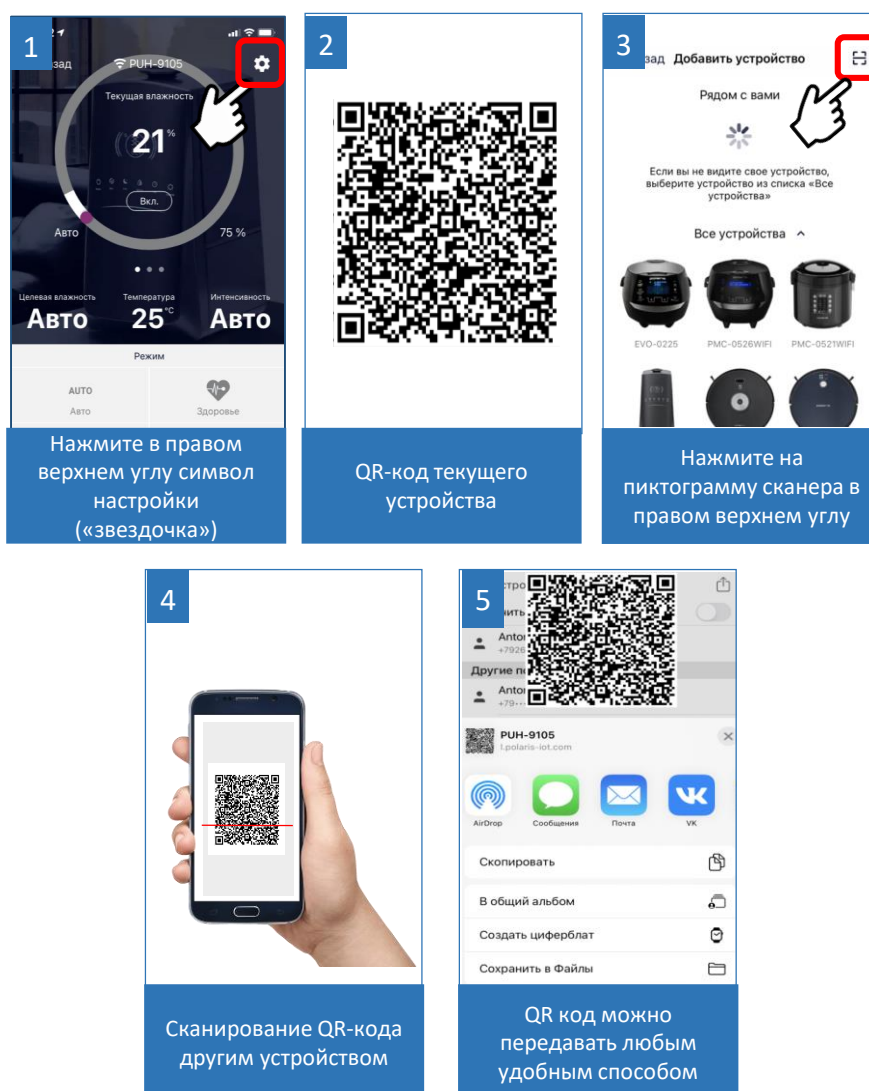 1
PUH-9105
Текущая влажность
21%
Вкл.
Авто
75 %
Целевая влажность
Температура
Интенсивность
Авто
25°C
Авто
Режим
AUTO
Авто
Здоровье
Нажмите в правом
верхнем углу символ
настройки
(«звездочка»)
2
QR-код текущего
устройства
3
Добавить устройство
Рядом с вами
Если вы не видите свое устройство,
выберите устройство из списка «Все
устройства»
Все устройства
EVO-0225
PMC-0526WIFI
PMC-0521WIFI
Нажмите на
пиктограмму сканера в
правом верхнем углу
4
Сканирование QR-кода
другим устройством
5
+7926
Другие
+79
PUH-9105
l.polaris-iot.com
AirDrop
Сообщения
Почта
VK
Скопировать
В общий альбом
Создать циферблат
Сохранить в Файлы
QR код можно
передавать любым
удобным способом